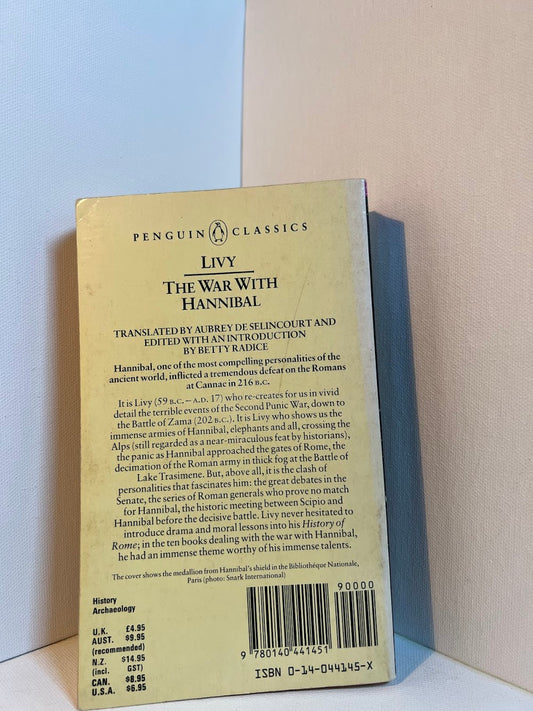 PENGUIN CLASSICS
LIVY
THE WAR WITH
HANNIBAL
TRANSLATED BY AUBREY DE SELINCOURT AND
EDITED WITH AN INTRODUCTION
BY BETTY RADICE
Hannibal, one of the most compelling personalities of the
ancient world, inflicted a tremendous defeat on the Romans
at Cannae in 216 B.C.
It is Livy (59 B.C.–A.D. 17) who re-creates for us in vivid
detail the terrible events of the Second Punic War, down to
the Battle of Zama (202 B.C.). It is Livy who shows us the
immense armies of Hannibal, elephants and all, crossing the
Alps (still regarded as a near-miraculous feat by historians),
the panic as Hannibal approached the gates of Rome, the
decimation of the Roman army in thick fog at the Battle of
Lake Trasimene. But, above all, it is the clash of
personalities that fascinates him: the great debates in the
Senate, the series of Roman generals who prove no match
for Hannibal, the historic meeting between Scipio and
Hannibal before the decisive battle. Livy never hesitated to
introduce drama and moral lessons into his History of
Rome; in the ten books dealing with the war with Hannibal,
he had an immense theme worthy of his immense talents.
The cover shows the medallion from Hannibal's shield in the Bibliothéque Nationale,
Paris (photo: Snark International)
History
Archaeology
U.K. £4.95
AUST. $9.95
(recommended)
N.Z. $14.95
(incl. GST)
CAN. $8.95
U.S.A. $6.95
90000
9 780140 441451
ISBN 0-14-044145-X